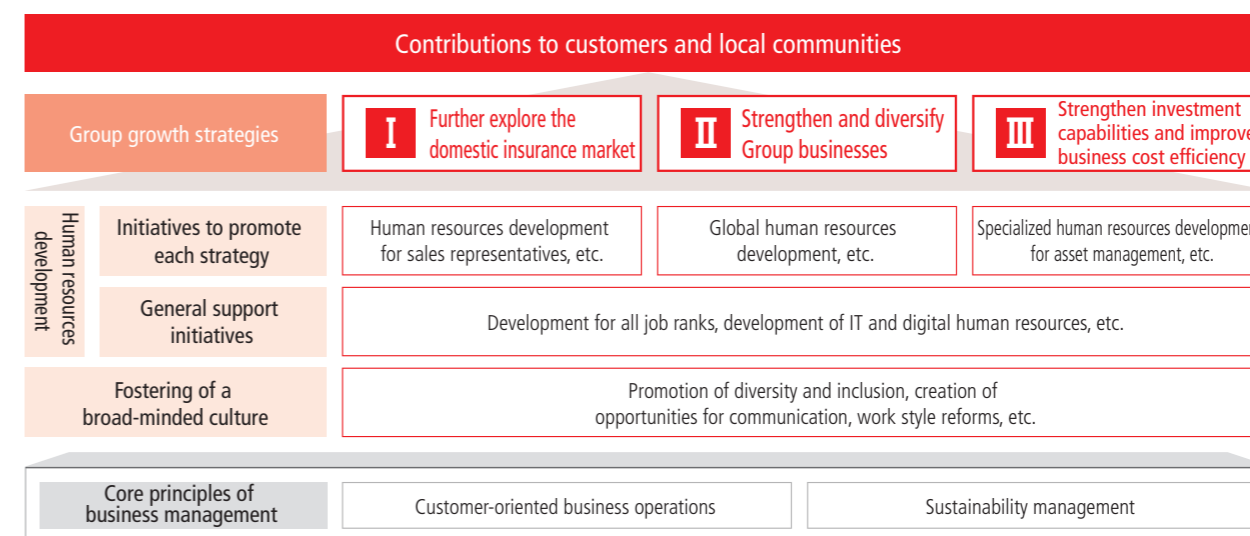 Contributions to customers and local communities
Group growth strategies
I
Further explore the
domestic insurance market
II
Strengthen and diversify
Group businesses
III
Strengthen investment
capabilities and improve
business cost efficiency
Human resources
development
Initiatives to promote
each strategy
Human resources development
for sales representatives, etc.
Global human resources
development, etc.
Specialized human resources developmen
for asset management, etc.
General support
initiatives
Development for all job ranks, development of IT and digital human resources, etc.
Fostering of a
broad-minded culture
Promotion of diversity and inclusion, creation of
opportunities for communication, work style reforms, etc.
Core principles of
business management
Customer-oriented business operations
Sustainability management